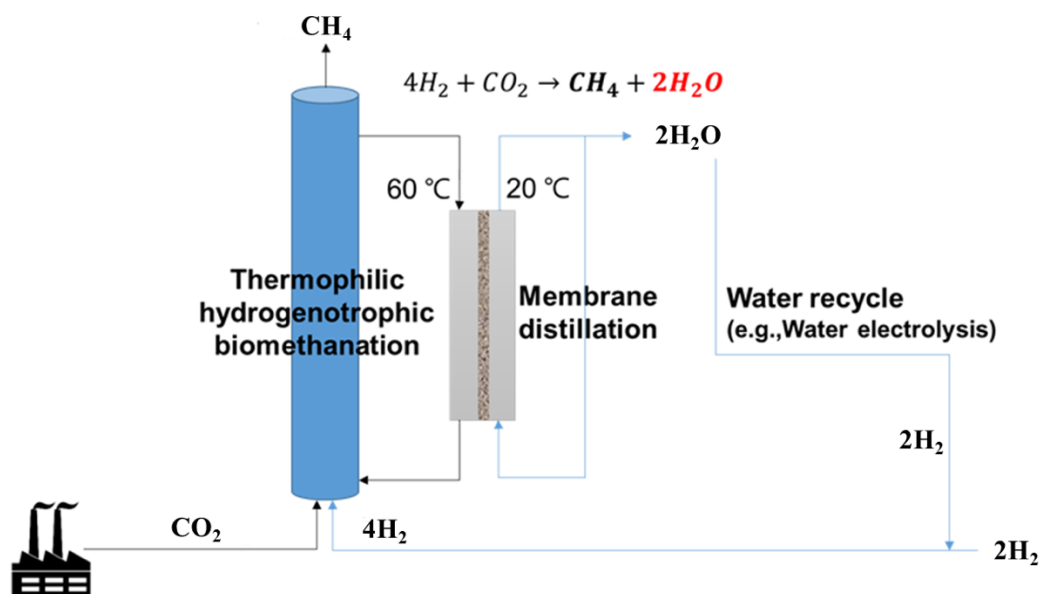 CH₄
4H₂ + CO₂ → CH₄ + 2H₂O
2H₂O
60 ℃
20 ℃
Thermophilic
hydrogenotrophic
biomethanation
Membrane
distillation
Water recycle
(e.g.,Water electrolysis)
2H₂
CO₂
4H₂
2H₂